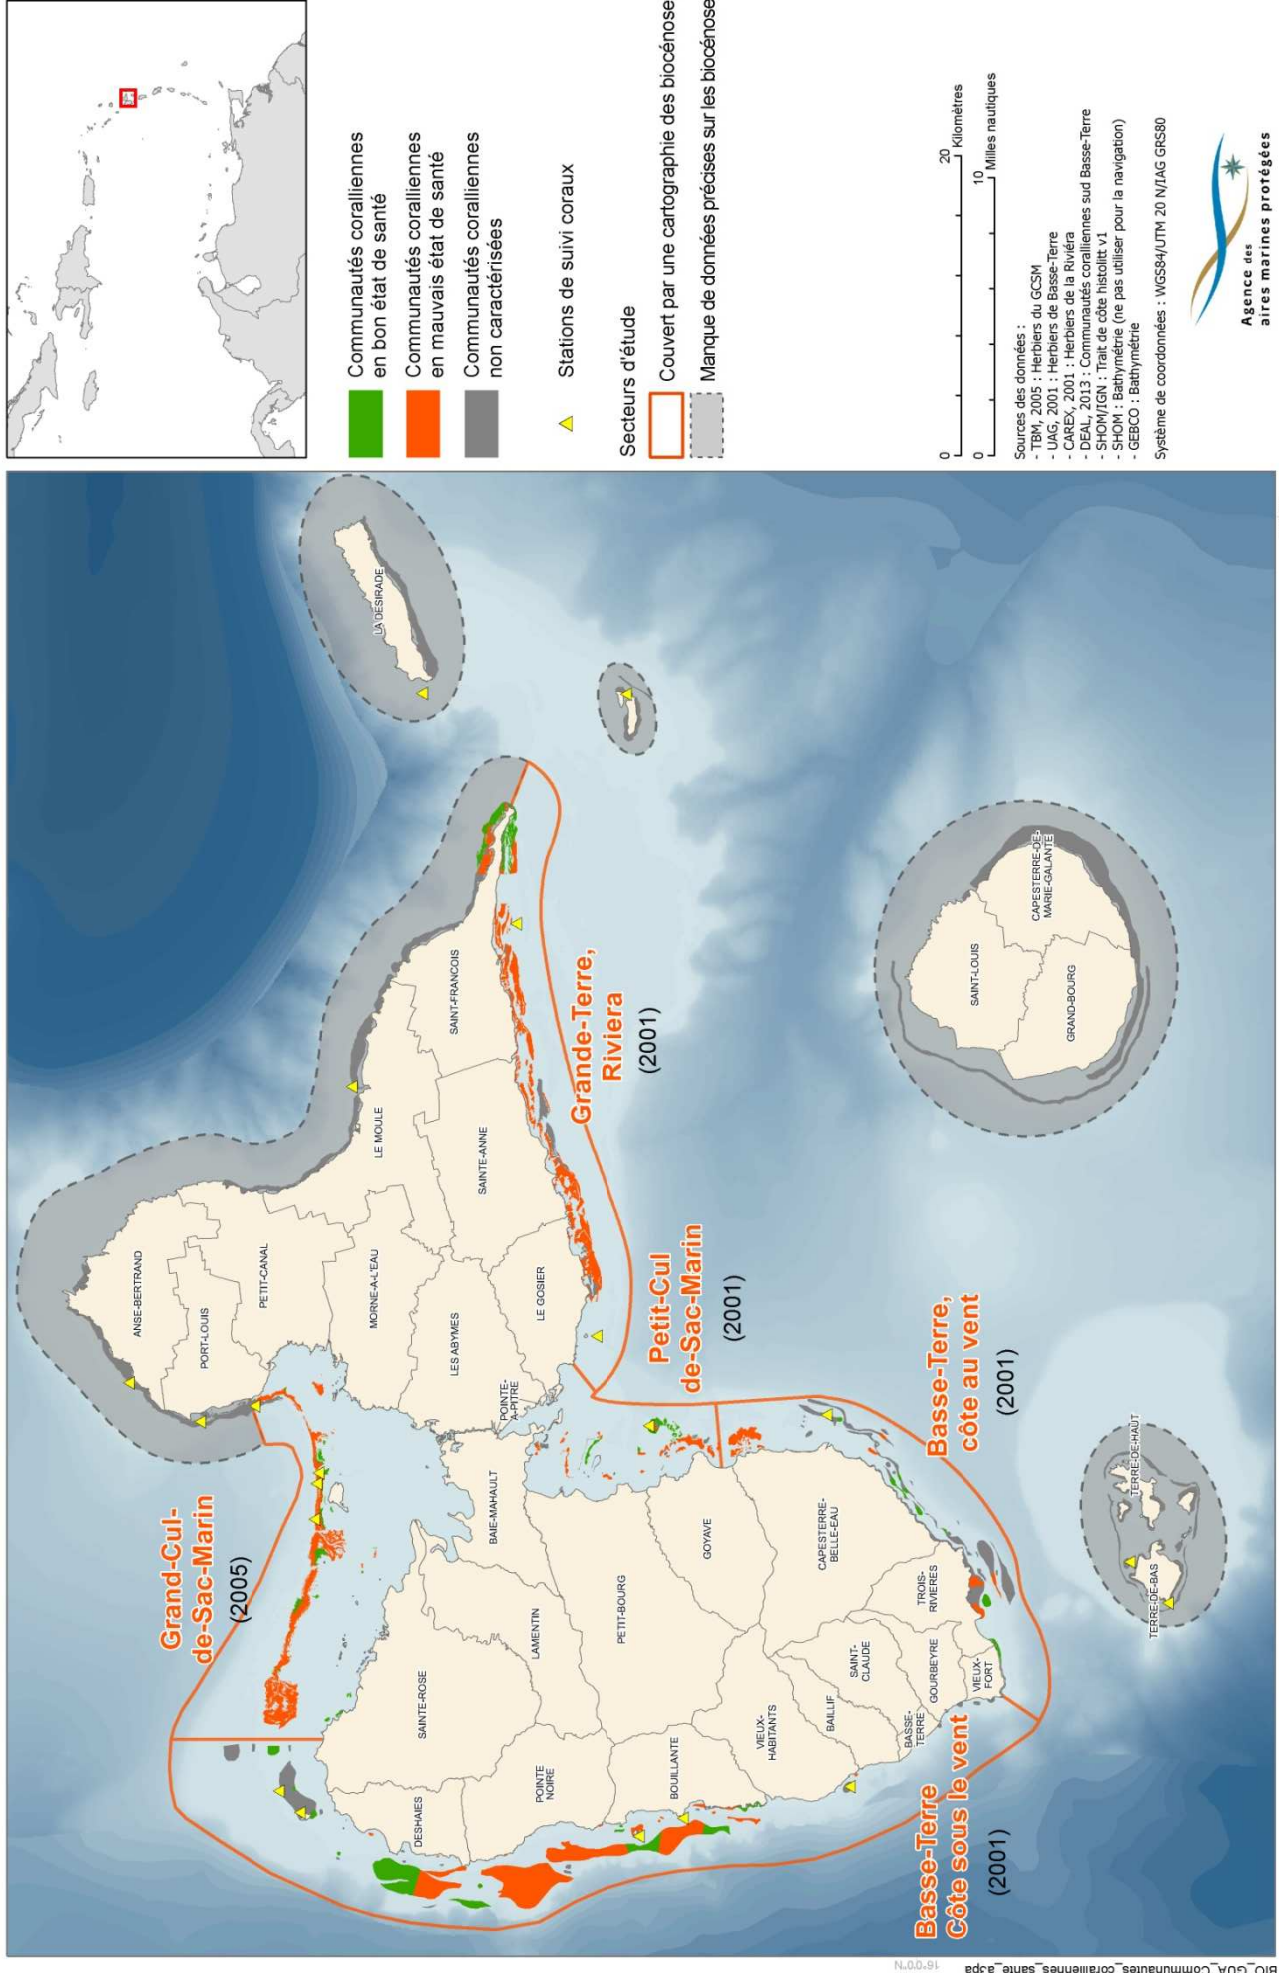 Communautés coralliennes
en bon état de santé
Communautés coralliennes
en mauvais état de santé
Communautés coralliennes
non caractérisées
Stations de suivi coraux
Secteurs d'étude
Couvert par une cartographie des biocénose
Manque de données précises sur les biocénose
0
20
Kilomètres
0
10
Milles nautiques
Sources des données :
- TBM, 2005 : Herbiers du GCSM
- UAG, 2001 : Herbiers de Basse-Terre
- CAREX, 2001 : Herbiers de la Riviéra
- DEAL, 2013 : Communautés coralliennes sud Basse-Terre
- SHOM/IGN : Trait de côte histolitt v1
- SHOM : Bathymétrie (ne pas utiliser pour la navigation)
- GEBCO : Bathymétrie
Système de coordonnées : WGS84/UTM 20 N/IAG GRS80
Agence des
aires marines protégées
Grand-Cul-
de-Sac-Marin
(2005)
ANSE-BERTRAND
PORT-LOUIS
PETIT-CANAL
MORNE-A-L'EAU
LE MOULE
LES ABYMES
SAINTE-ANNE
SAINT-FRANCOIS
LE GOSIER
POINTE-
A-PITRE
LA DESIRADE
Grande-Terre,
Riviera
(2001)
Petit-Cul
de-Sac-Marin
(2001)
SAINTE-ROSE
BAIE-MAHAULT
LAMENTIN
DESHAIES
POINTE
NOIRE
PETIT-BOURG
GOYAVE
BOUILLANTE
VIEUX-
HABITANTS
CAPESTERRE-
BELLE-EAU
SAINT-
CLAUDE
BAILLIF
BASSE-
TERRE
GOURBEYRE
TROIS-
RIVIERES
VIEUX-
FORT
Basse-Terre,
côte au vent
(2001)
Basse-Terre
Côte sous le vent
(2001)
SAINT-LOUIS
CAPESTERRE-DE-
MARIE-GALANTE
GRAND-BOURG
TERRE-DE-HAUT
TERRE-DE-BAS
16°0'0"N
BIO_GUA_Communautes_coralliennes_sante_a3pa